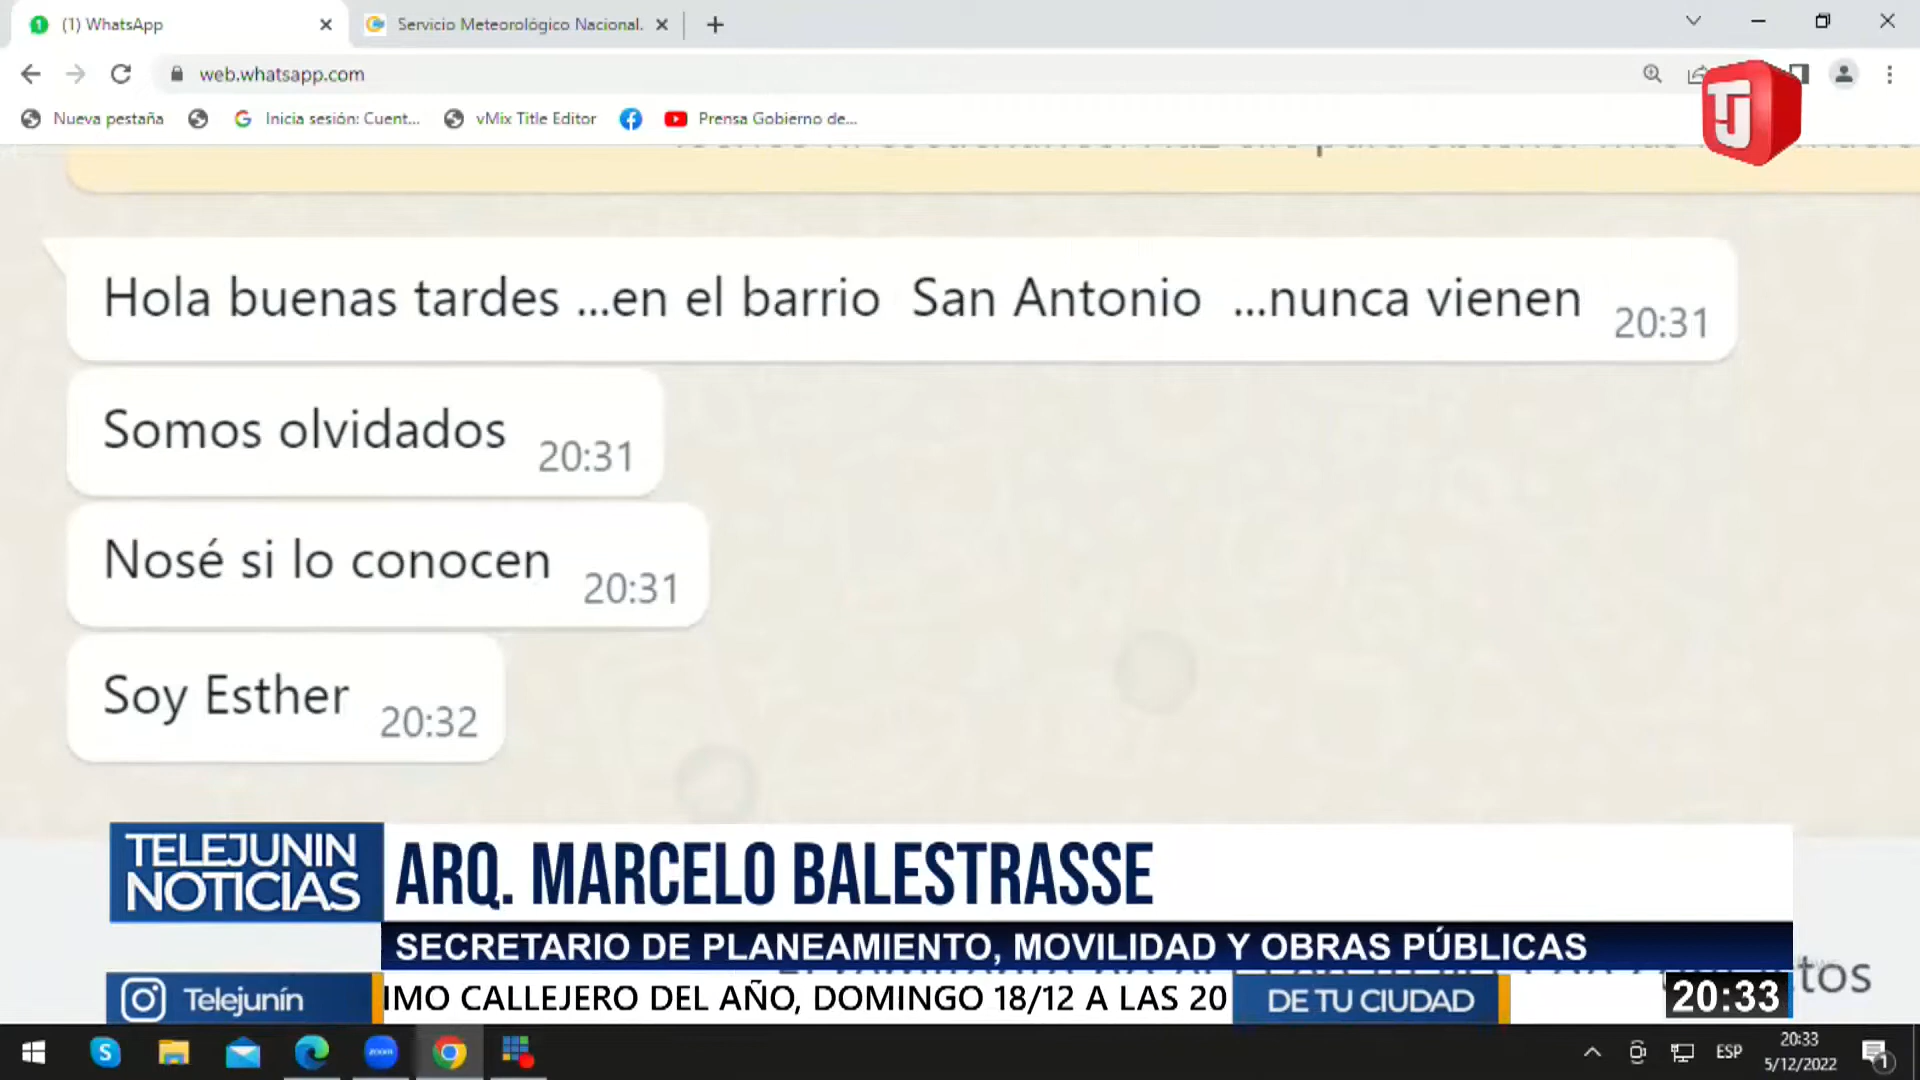 (1) WhatsApp
Servicio Meteorológico Nacional.
web.whatsapp.com
Nueva pestaña
Inicia sesión: Cuent...
vMix Title Editor
Prensa Gobierno de...
TJ
Hola buenas tardes ...en el barrio  San Antonio  ...nunca vienen 20:31
Somos olvidados 20:31
Nosé si lo conocen 20:31
Soy Esther 20:32
TELEJUNIN
NOTICIAS
ARQ. MARCELO BALESTRASSE
SECRETARIO DE PLANEAMIENTO, MOVILIDAD Y OBRAS PÚBLICAS
Telejunín
IMO CALLEJERO DEL AÑO, DOMINGO 18/12 A LAS 20
DE TU CIUDAD
20:33
tos
zoom
ESP
20:33
5/12/2022
1